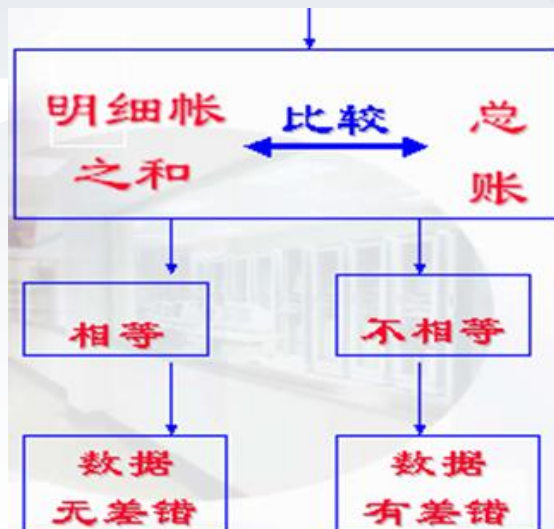 明细帐 比较 总
之和 账
相等 不相等
数据 数据
无差错 有差错